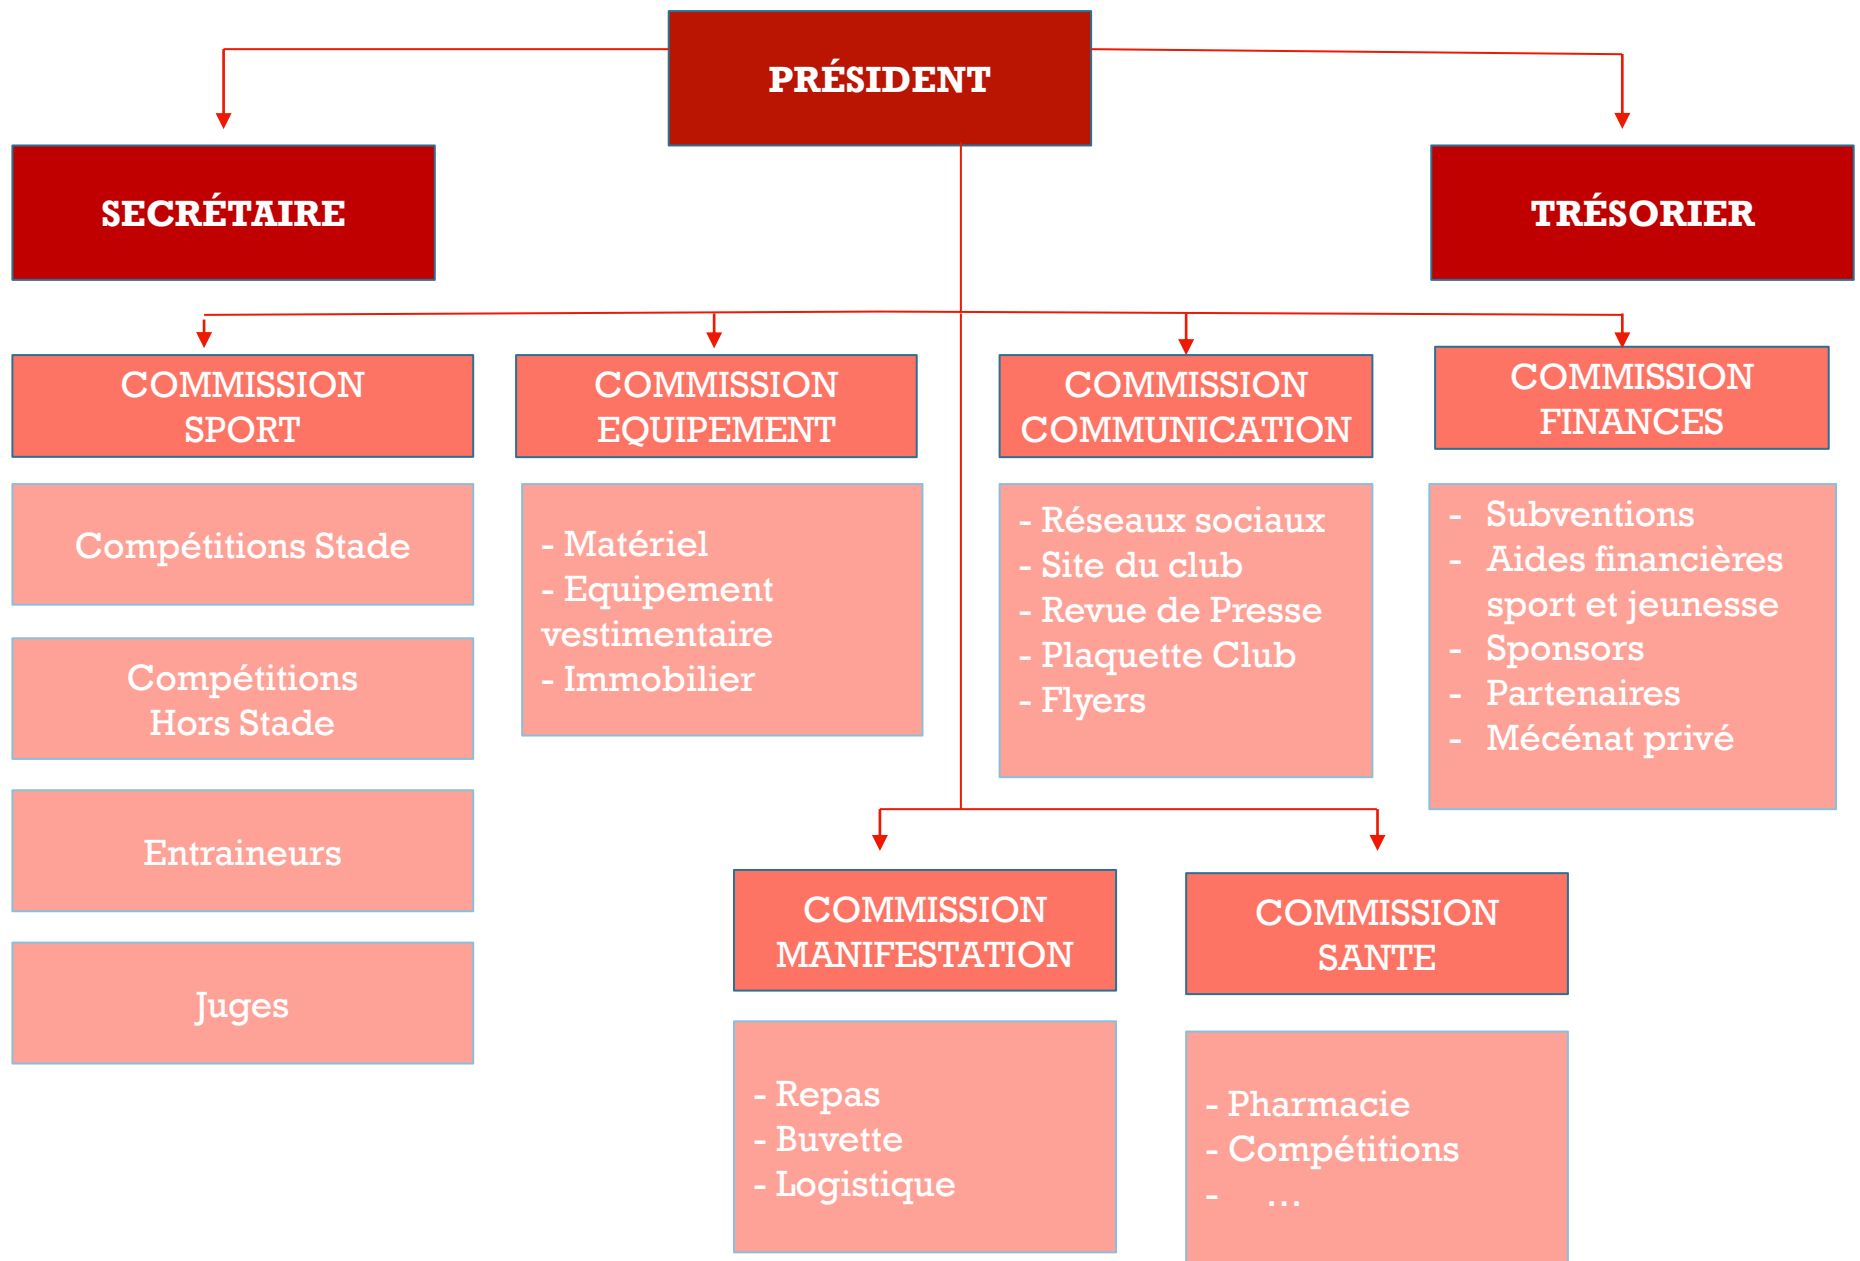 PRÉSIDENT
SECRÉTAIRE
TRÉSORIER
COMMISSION
SPORT
COMMISSION
EQUIPEMENT
COMMISSION
COMMUNICATION
COMMISSION
FINANCES
Compétitions Stade
Compétitions
Hors Stade
Entraineurs
Juges
- Matériel
- Equipement
vestimentaire
- Immobilier
- Réseaux sociaux
- Site du club
- Revue de Presse
- Plaquette Club
- Flyers
- Subventions
- Aides financières
sport et jeunesse
- Sponsors
- Partenaires
- Mécénat privé
COMMISSION
MANIFESTATION
COMMISSION
SANTE
- Repas
- Buvette
- Logistique
- Pharmacie
- Compétitions
- …